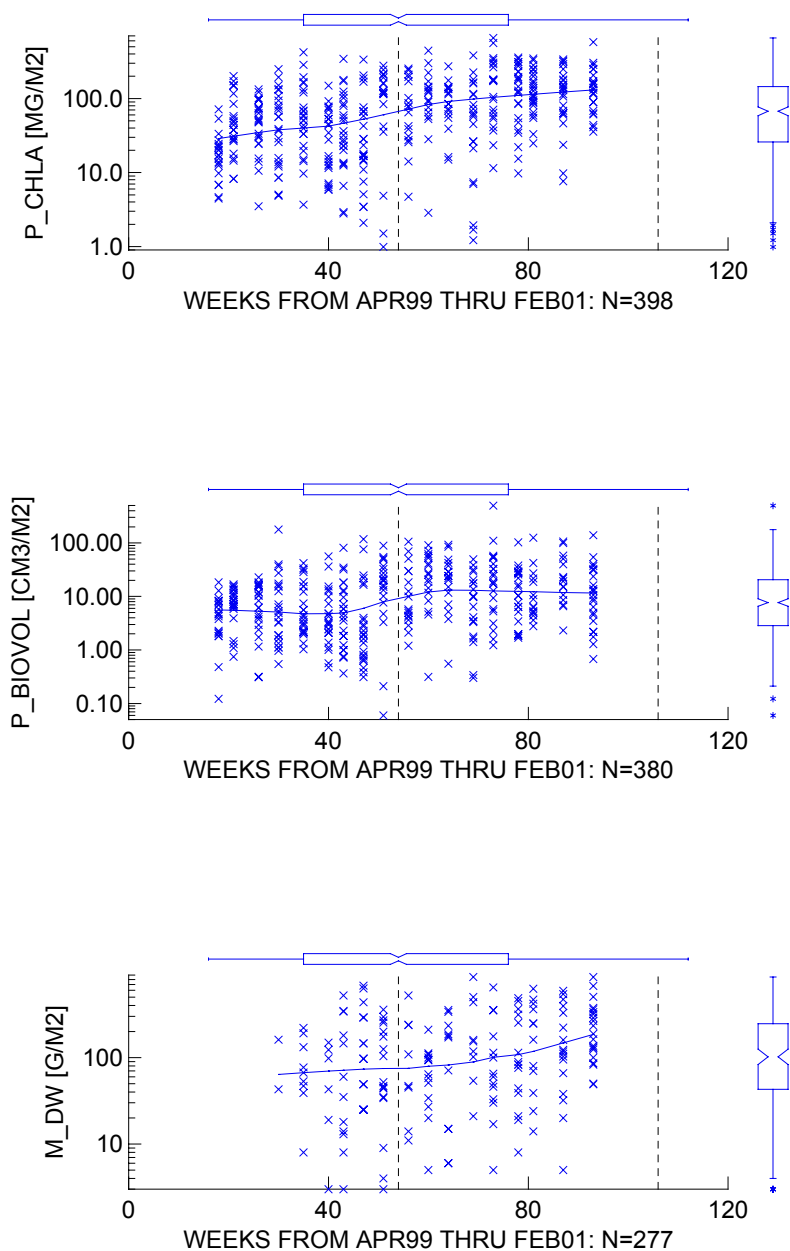 P_CHLA [MG/M2]
100.0
10.0
1.0
0 40 80 120
WEEKS FROM APR99 THRU FEB01: N=398
P_BIOVOL [CM3/M2]
100.00
10.00
1.00
0.10
0 40 80 120
WEEKS FROM APR99 THRU FEB01: N=380
M_DW [G/M2]
100
10
0 40 80 120
WEEKS FROM APR99 THRU FEB01: N=277